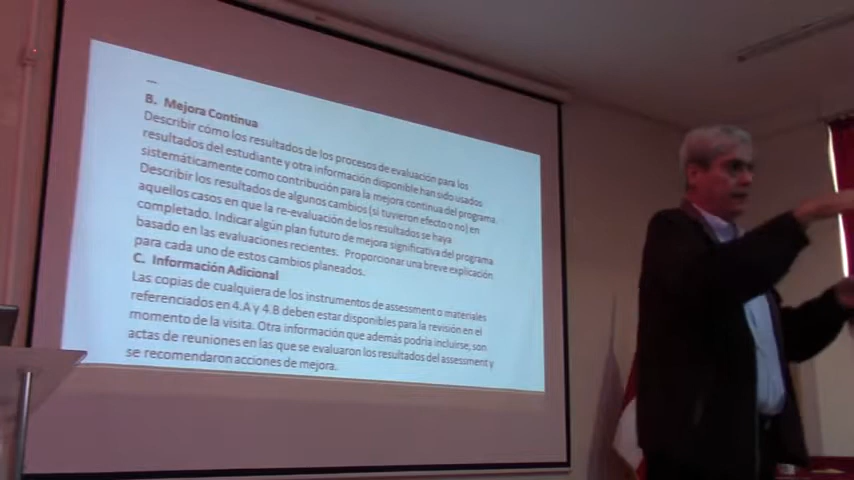 B. Mejora Continua
Describir cómo los resultados de los procesos de evaluación para los
resultados del estudiante y otra información disponible han sido usados
sistemáticamente como contribución para la mejora continua del programa.
Describir los resultados de algunos cambios (si tuvieron efecto o no) en
aquellos casos en que la re-evaluación de los resultados se haya
completado. Indicar algún plan futuro de mejora significativa del programa
basado en las evaluaciones recientes. Proporcionar una breve explicación
para cada uno de estos cambios planeados.
C. Información Adicional
Las copias de cualquiera de los instrumentos de assessment o materiales
referenciados en 4.A y 4.B deben estar disponibles para la revisión en el
momento de la visita. Otra información que además podría incluirse, son
actas de reuniones en las que se evaluaron los resultados del assessment y
se recomendaron acciones de mejora.